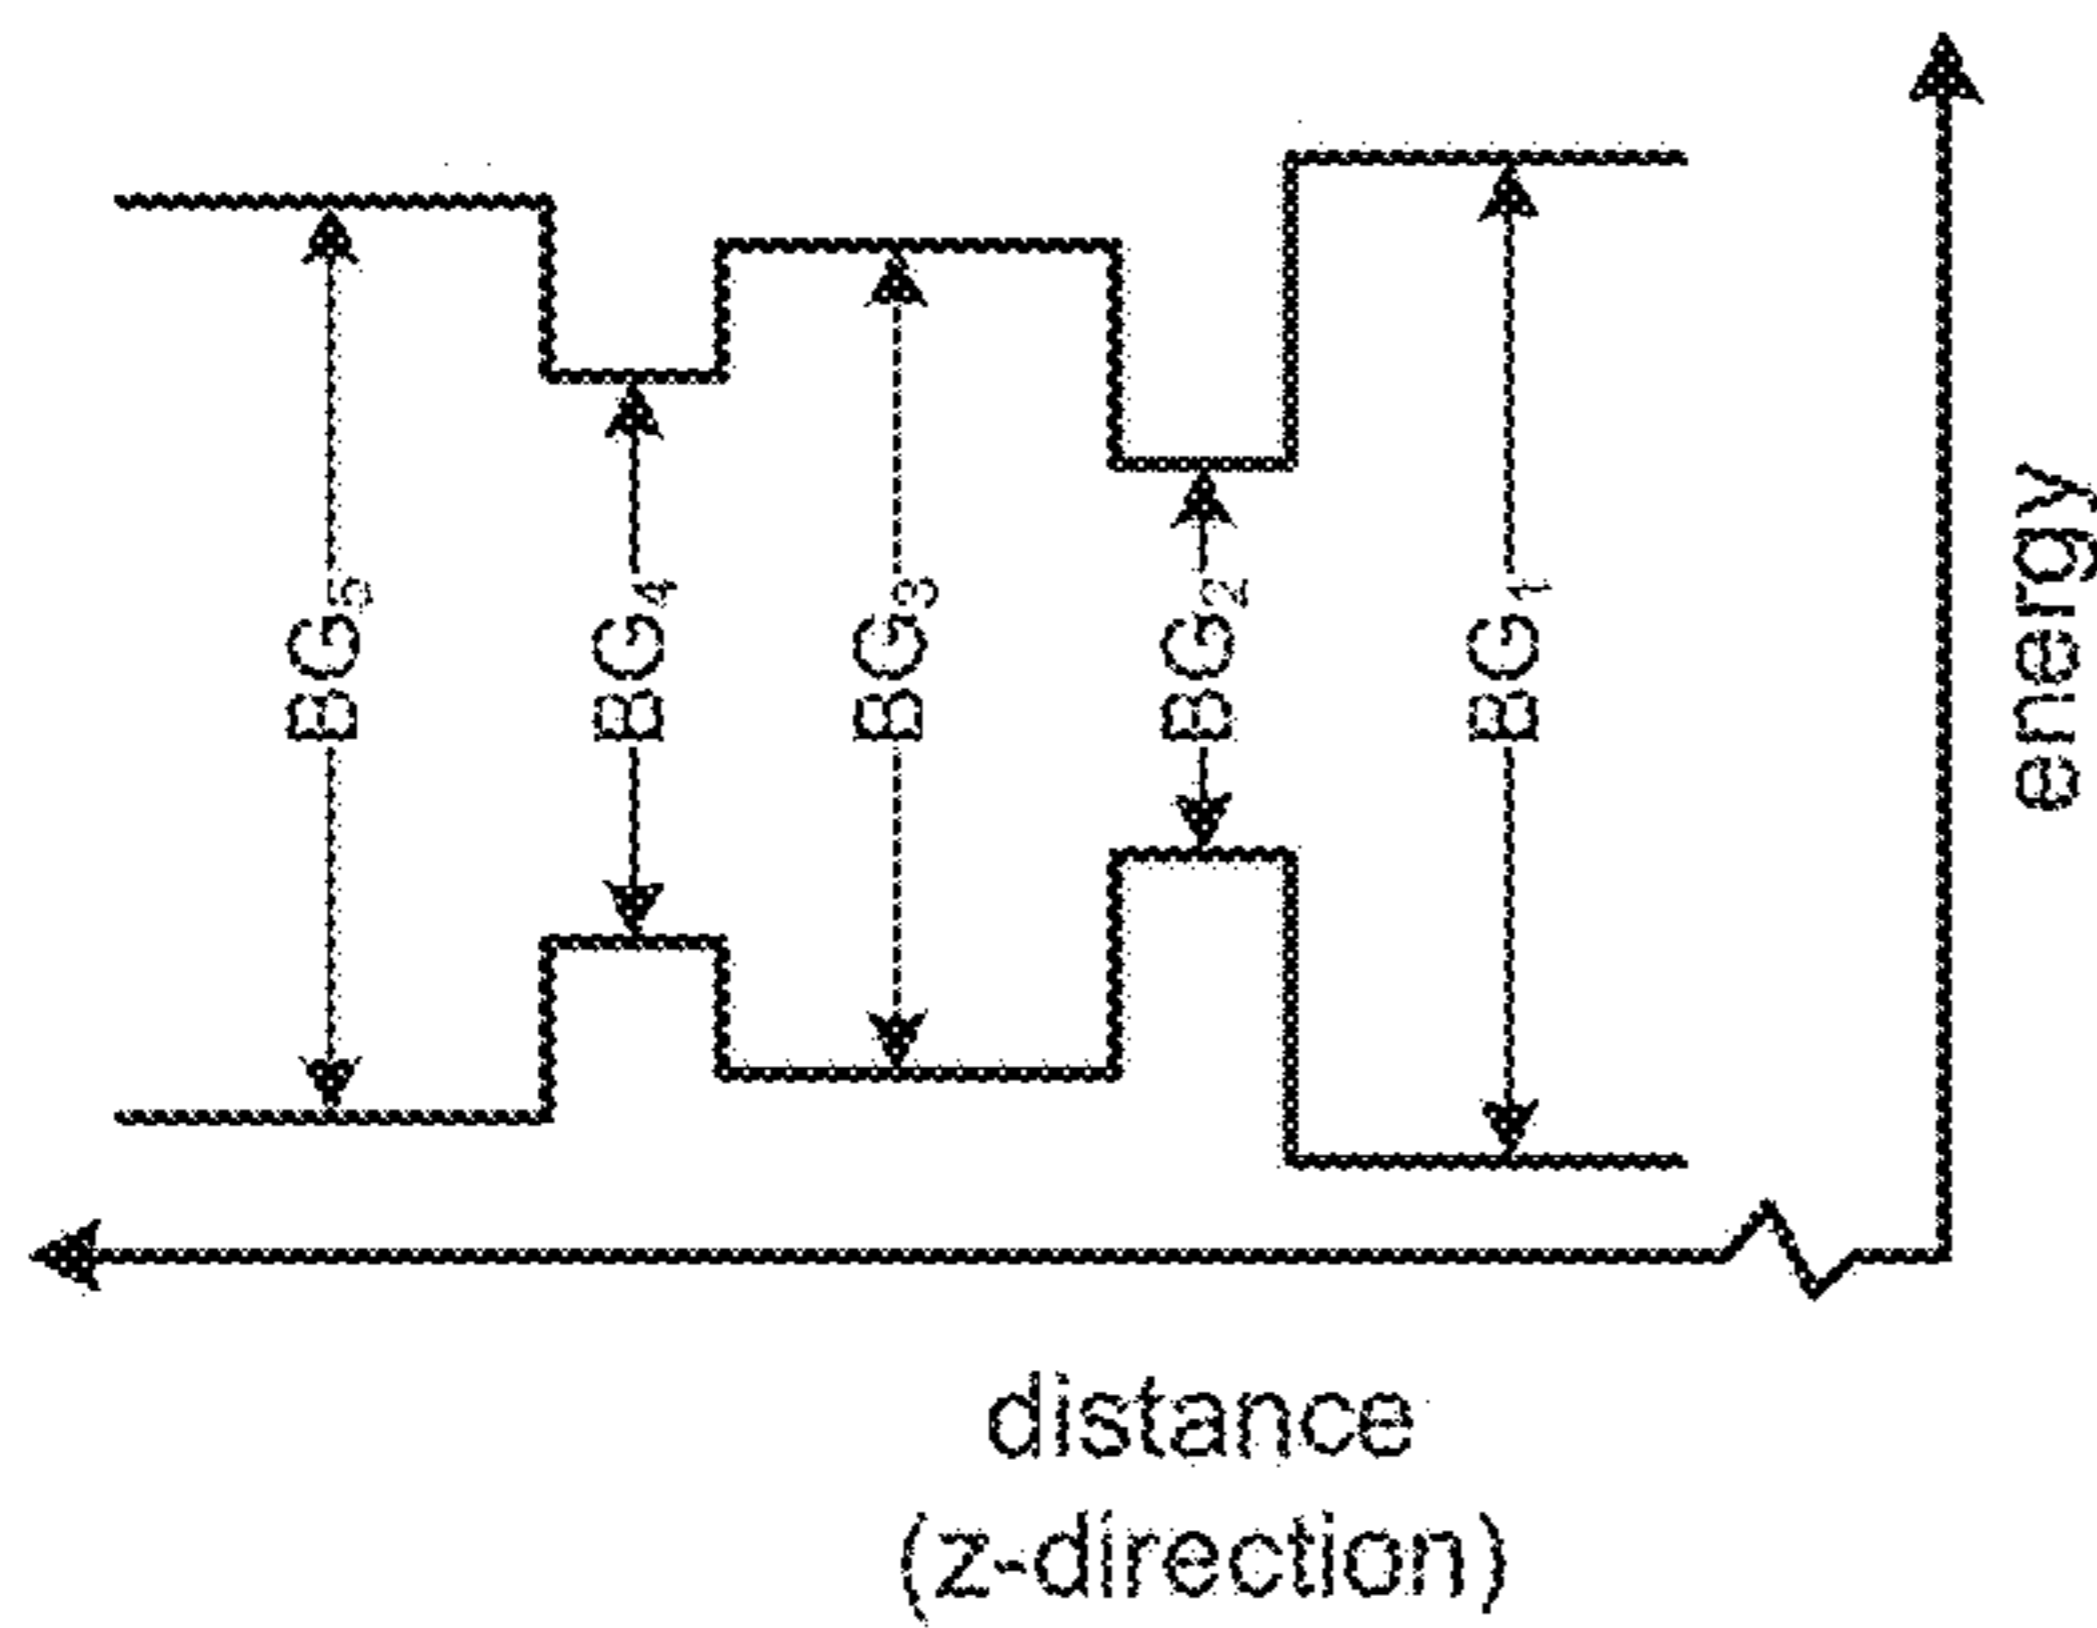 BG₅
BG₄
BG₃
BG₂
BG₁
energy
distance
(z-direction)